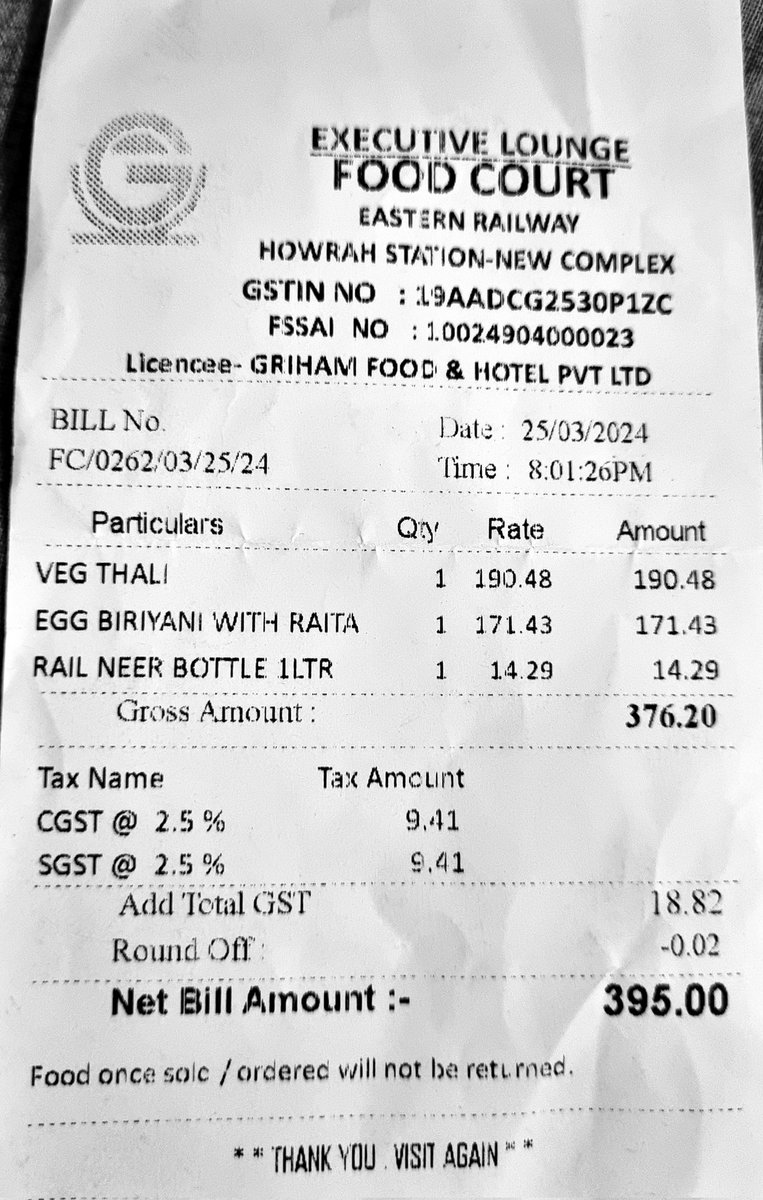 EXECUTIVE LOUNGE
FOOD COURT
EASTERN RAILWAY
HOWRAH STATION-NEW COMPLEX
GSTIN NO : 19AADCG2530P1ZC
FSSAI NO : 10024904000023
Licencee- GRIHAM FOOD & HOTEL PVT LTD
BILL No. Date : 25/03/2024
FC/0262/03/25/24 Time : 8:01:26PM
Particulars Qty Rate Amount
VEG THALI 1 190.48 190.48
EGG BIRIYANI WITH RAITA 1 171.43 171.43
RAIL NEER BOTTLE 1LTR 1 14.29 14.29
Gross Amount : 376.20
Tax Name Tax Amount
CGST @ 2.5 % 9.41
SGST @ 2.5 % 9.41
Add Total GST 18.82
Round Off : -0.02
Net Bill Amount :- 395.00
Food once sold / ordered will not be returned.
* * THANK YOU . VISIT AGAIN * *